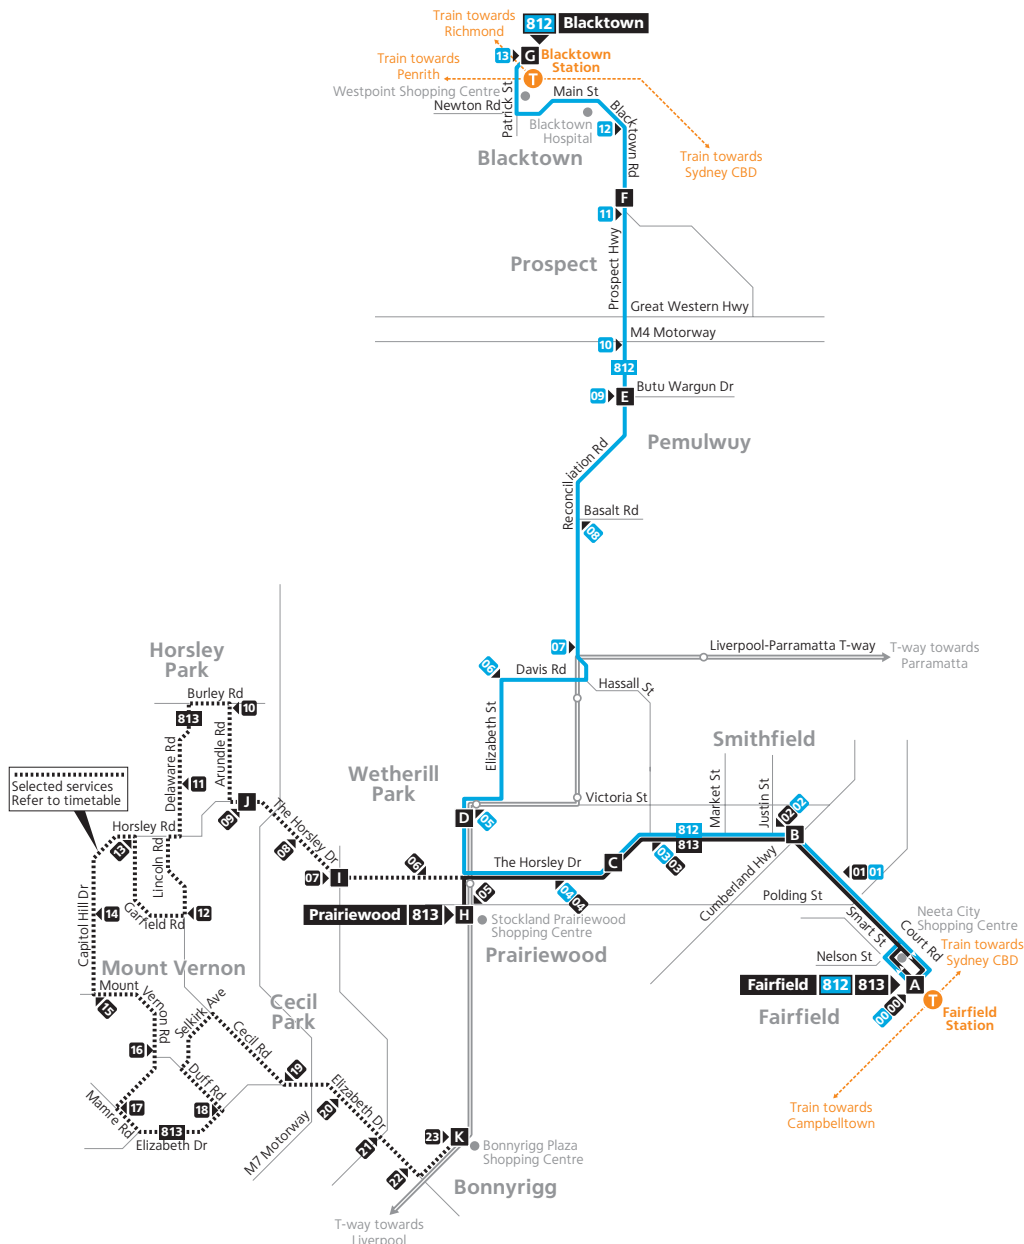 Train towards
Richmond
812 Blacktown
13
G
Blacktown
Station
Train towards
Penrith
T
Westpoint Shopping Centre
Newton Rd
Patrick St
Main St
Blacktown Rd
Blacktown
Hospital
12
Blacktown
Train towards
Sydney CBD
F
11
Prospect Hwy
Prospect
Great Western Hwy
M4 Motorway
10
812
09
E
Butu Wargun Dr
Pemulwuy
Reconciliation Rd
Basalt Rd
08
07
Liverpool-Parramatta T-way
T-way towards
Parramatta
06
Davis Rd
Hassall St
Horsley
Park
Burley Rd
813
10
Arundle Rd
Delaware Rd
11
Elizabeth St
Smithfield
Wetherill
Park
Selected services
Refer to timetable
J
09
The Horsley Dr
08
Victoria St
Market St
Justin St
02
02
D
05
Horsley Rd
13
Lincoln Rd
812
813
B
03
03
C
The Horsley Dr
Cumberland Hwy
07
I
06
04
04
05
01
01
Polding St
Capitol Hill Dr
14
Garfield Rd
12
Prairiewood 813
H
Stockland Prairiewood
Shopping Centre
Prairiewood
Smart St
Court Rd
Neeta City
Shopping Centre
Nelson St
Train towards
Sydney CBD
Mount Vernon
Mount
Vernon
Rd
15
Selkirk Ave
Cecil
Park
Fairfield 812 813
A
00
00
T
Fairfield
Station
Fairfield
16
Cecil Rd
Duff Rd
19
Elizabeth Dr
20
Mamre Rd
17
18
813
Elizabeth Dr
M7 Motorway
21
22
23
K
Bonnyrigg Plaza
Shopping Centre
Bonnyrigg
Train towards
Campbelltown
T-way towards
Liverpool